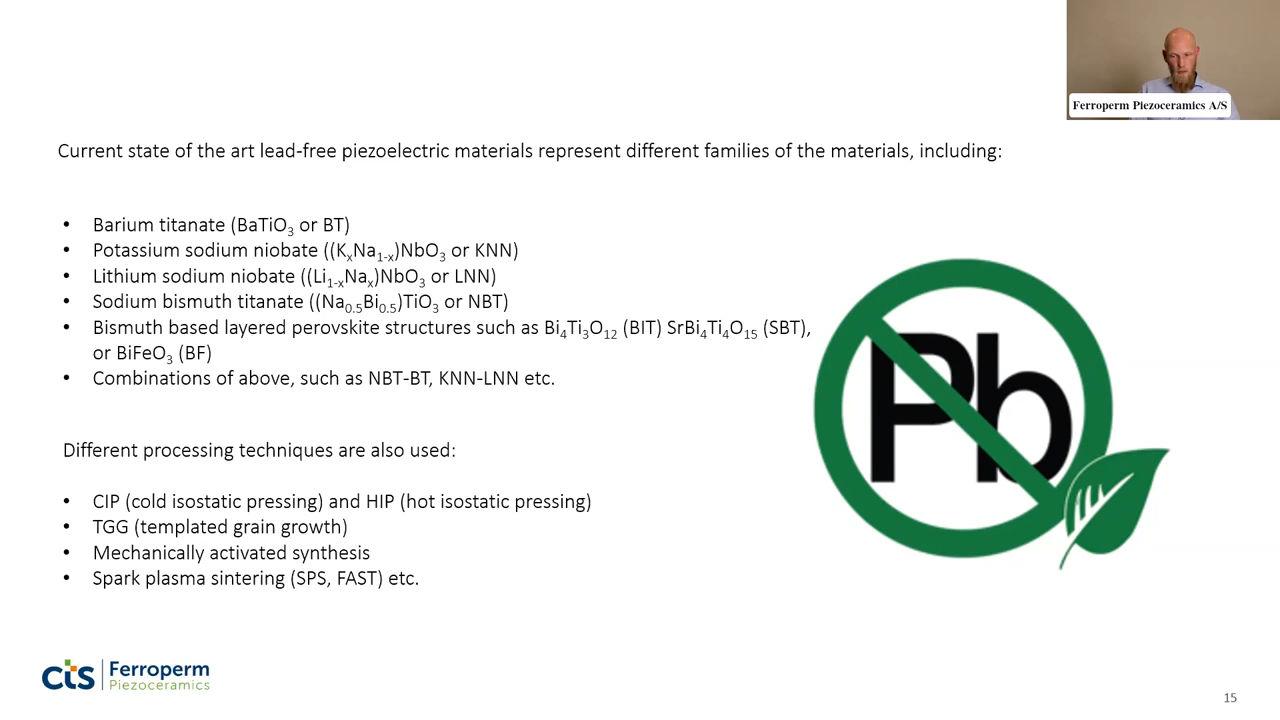 Ferroperm Piezoceramics A/S
Current state of the art lead-free piezoelectric materials represent different families of the materials, including:
• Barium titanate (BaTiO₃ or BT)
• Potassium sodium niobate ((KₓNa₁₋ₓ)NbO₃ or KNN)
• Lithium sodium niobate ((Li₁₋ₓNaₓ)NbO₃ or LNN)
• Sodium bismuth titanate ((Na₀.₅Bi₀.₅)TiO₃ or NBT)
• Bismuth based layered perovskite structures such as Bi₄Ti₃O₁₂ (BIT) SrBi₄Ti₄O₁₅ (SBT),
or BiFeO₃ (BF)
• Combinations of above, such as NBT-BT, KNN-LNN etc.
Pb
Different processing techniques are also used:
• CIP (cold isostatic pressing) and HIP (hot isostatic pressing)
• TGG (templated grain growth)
• Mechanically activated synthesis
• Spark plasma sintering (SPS, FAST) etc.
cts Ferroperm
Piezoceramics
15